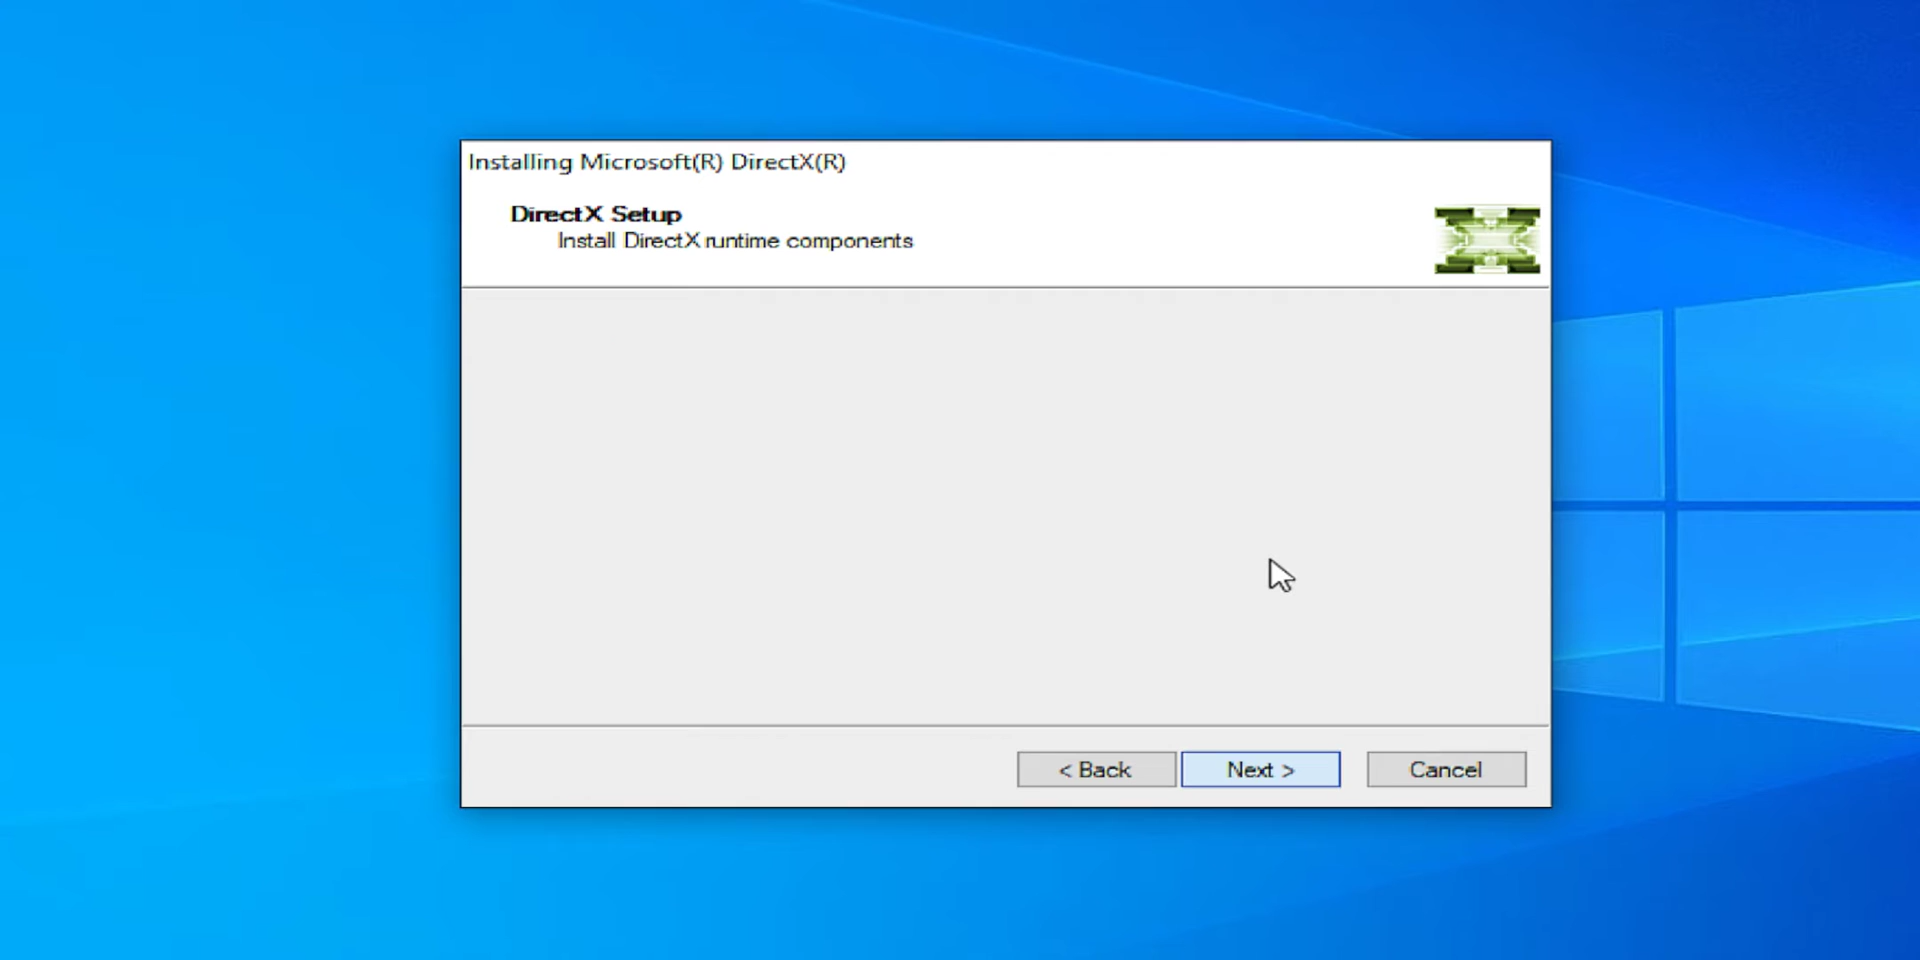 Installing Microsoft(R) DirectX(R)
DirectX Setup
Install DirectX runtime components
< Back
Next >
Cancel